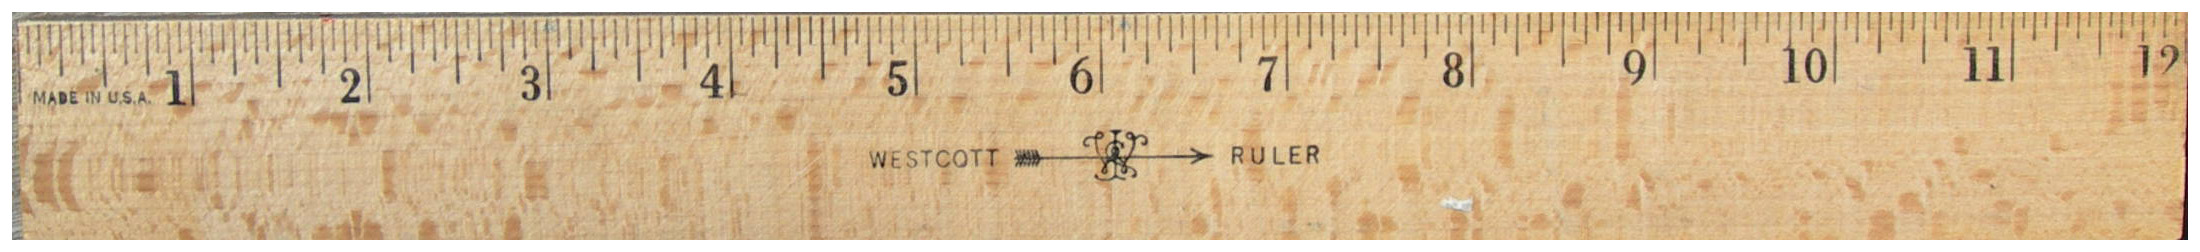 1 2 3 4 5 6 7 8 9 10 11 12
MADE IN U.S.A.
WESTCOTT RULER